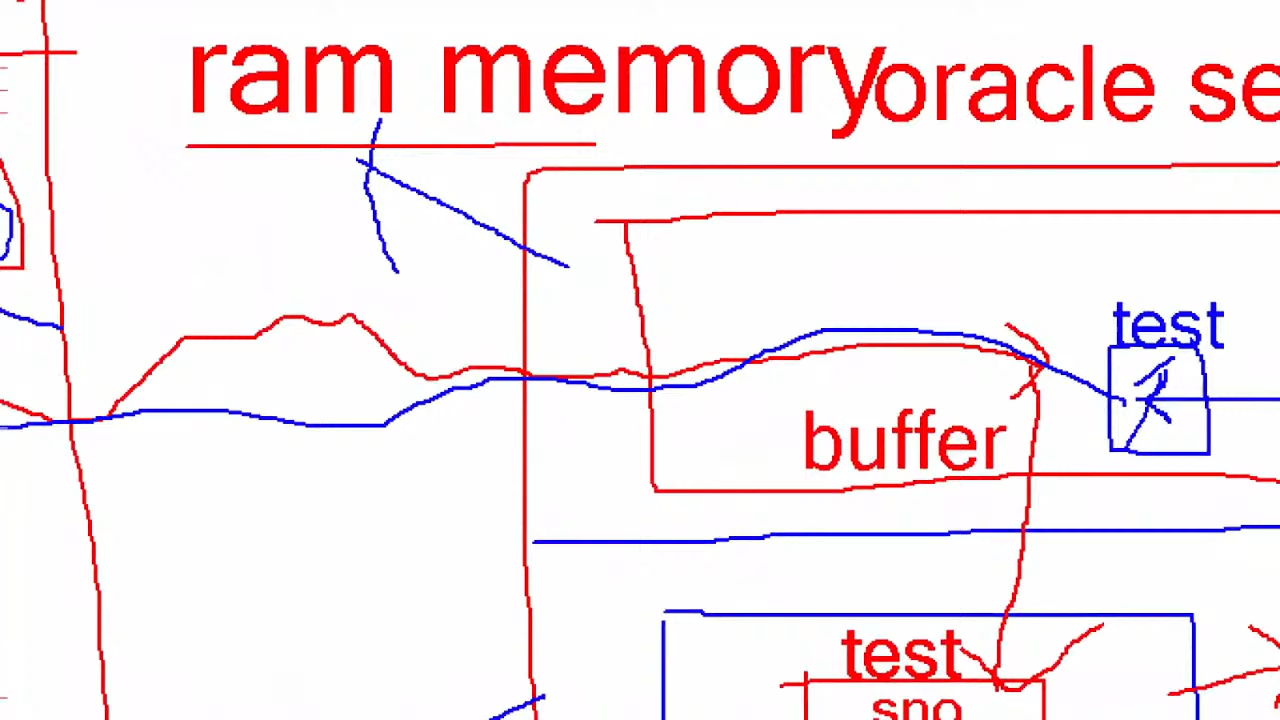 ram memory
oracle se
test
buffer
test
sno